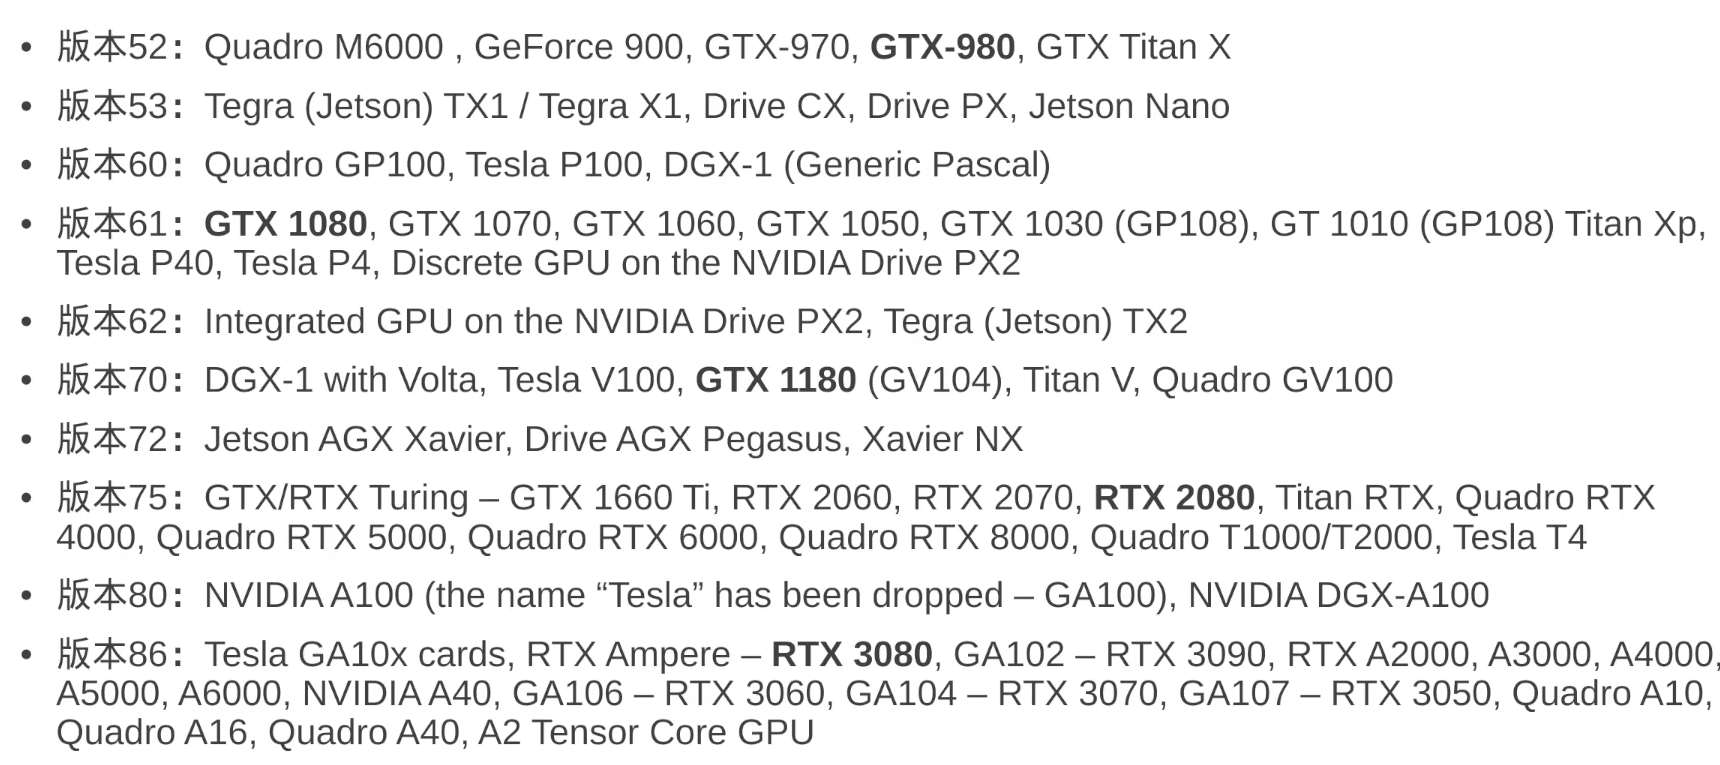 • 版本52：Quadro M6000 , GeForce 900, GTX-970, GTX-980, GTX Titan X
• 版本53：Tegra (Jetson) TX1 / Tegra X1, Drive CX, Drive PX, Jetson Nano
• 版本60：Quadro GP100, Tesla P100, DGX-1 (Generic Pascal)
• 版本61：GTX 1080, GTX 1070, GTX 1060, GTX 1050, GTX 1030 (GP108), GT 1010 (GP108) Titan Xp,
Tesla P40, Tesla P4, Discrete GPU on the NVIDIA Drive PX2
• 版本62：Integrated GPU on the NVIDIA Drive PX2, Tegra (Jetson) TX2
• 版本70：DGX-1 with Volta, Tesla V100, GTX 1180 (GV104), Titan V, Quadro GV100
• 版本72：Jetson AGX Xavier, Drive AGX Pegasus, Xavier NX
• 版本75：GTX/RTX Turing – GTX 1660 Ti, RTX 2060, RTX 2070, RTX 2080, Titan RTX, Quadro RTX
4000, Quadro RTX 5000, Quadro RTX 6000, Quadro RTX 8000, Quadro T1000/T2000, Tesla T4
• 版本80：NVIDIA A100 (the name “Tesla” has been dropped – GA100), NVIDIA DGX-A100
• 版本86：Tesla GA10x cards, RTX Ampere – RTX 3080, GA102 – RTX 3090, RTX A2000, A3000, A4000,
A5000, A6000, NVIDIA A40, GA106 – RTX 3060, GA104 – RTX 3070, GA107 – RTX 3050, Quadro A10,
Quadro A16, Quadro A40, A2 Tensor Core GPU